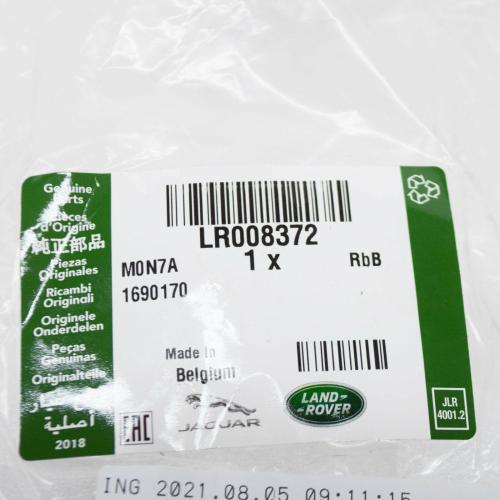 Genuine
Parts
Pièces
d'Origine
純正部品
Piezas
Originales
Ricambi
Originali
Originele
Onderdelen
Peças
Genuínas
Originalteile
أصلية
2018
LR008372
1 x
RbB
M0N7A
1690170
Made In
Belgium
EAC
JAGUAR
LAND
ROVER
JLR
4001.2
ING 2021.08.05 09:11:15